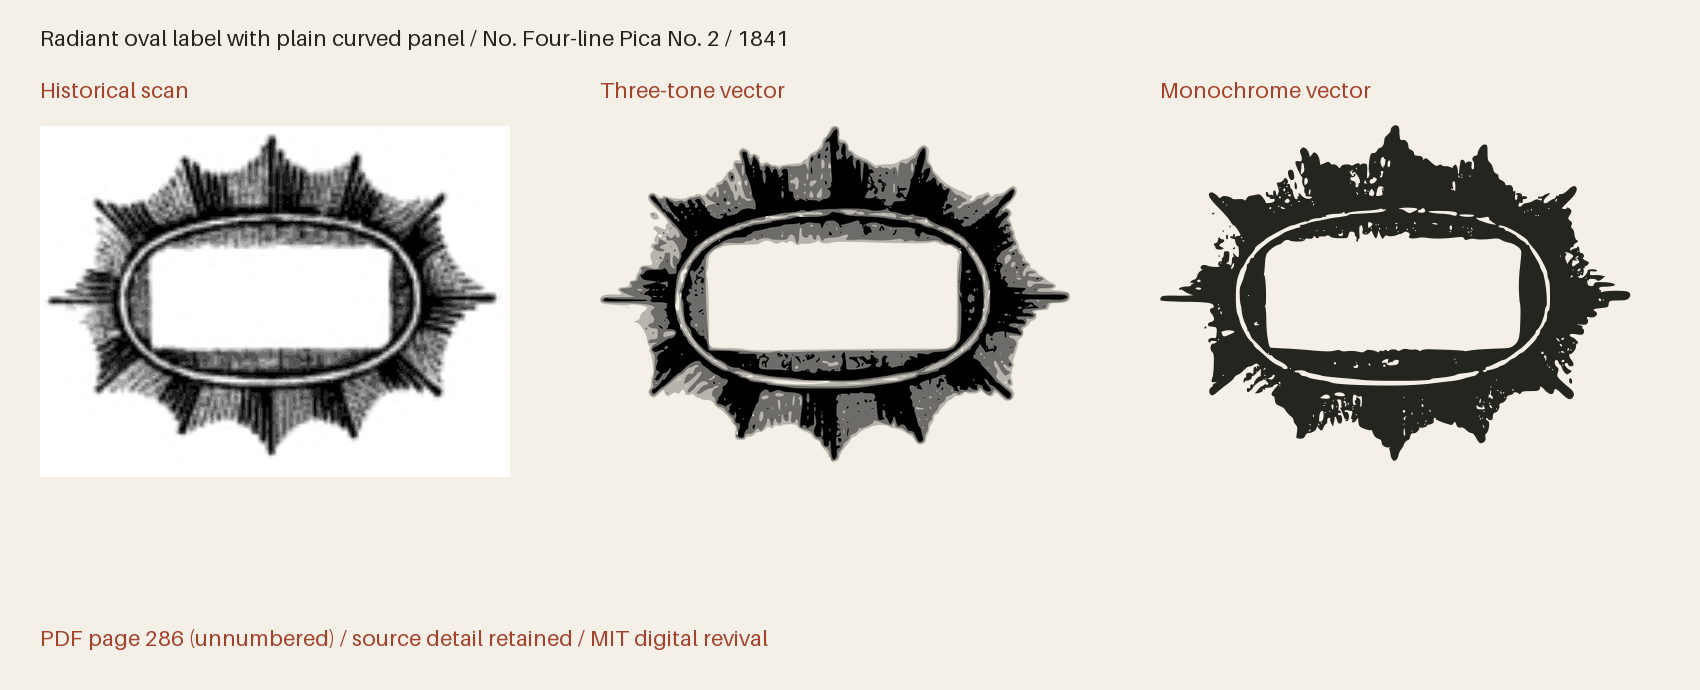 Radiant oval label with plain curved panel / No. Four-line Pica No. 2 / 1841
Historical scan
Three-tone vector
Monochrome vector
PDF page 286 (unnumbered) / source detail retained / MIT digital revival